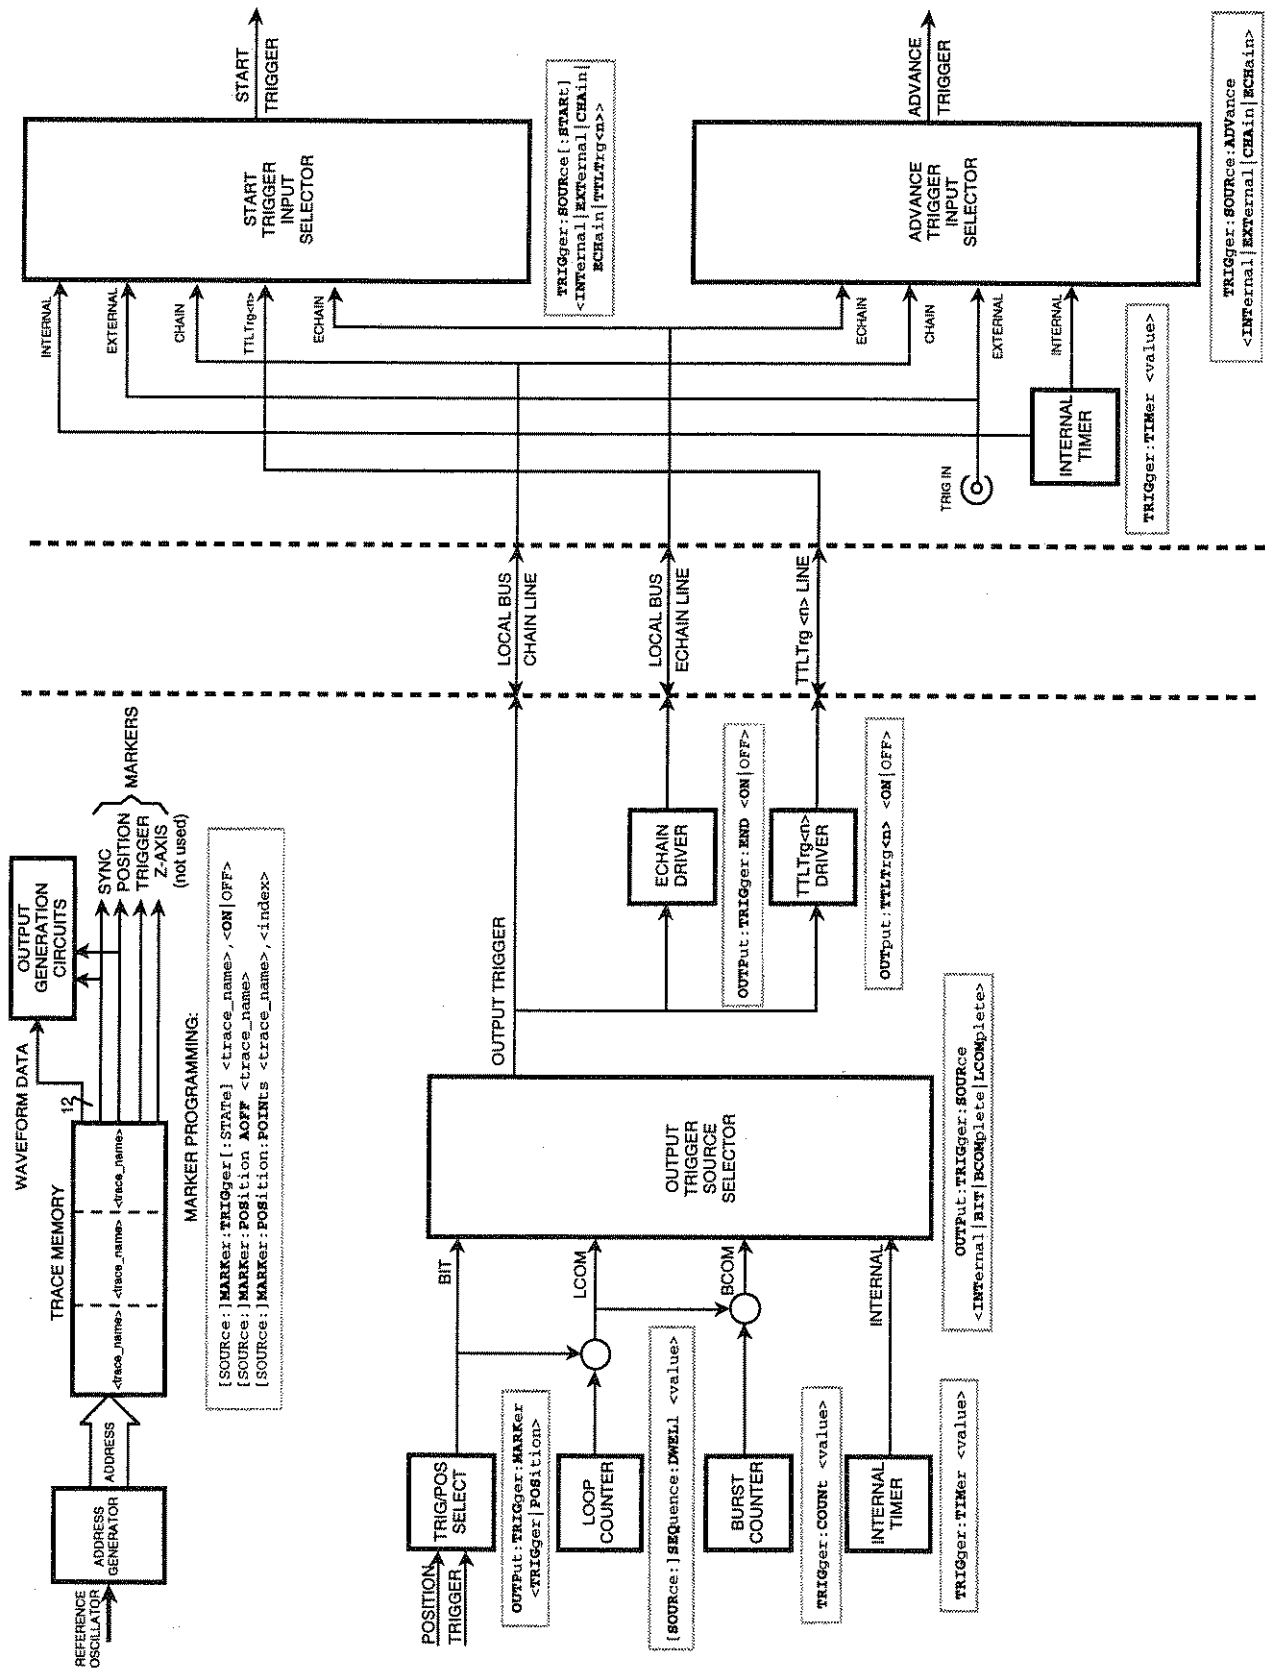 REFERENCE
OSCILLATOR
ADDRESS
GENERATOR
ADDRESS
TRACE MEMORY
<trace_name>
<trace_name>
<trace_name>
WAVEFORM DATA
12
OUTPUT
GENERATION
CIRCUITS
SYNC
POSITION
TRIGGER
Z-AXIS
(not used)
MARKERS
MARKER PROGRAMMING:
[SOURce:]MARKer:TRIGger[:STATe] <trace_name>,<ON|OFF>
[SOURce:]MARKer:POSition AOFF <trace_name>
[SOURce:]MARKer:POSition:POINts <trace_name>,<index>
POSITION
TRIGGER
TRIG/POS
SELECT
OUTPut:TRIGger:MARKer
<TRIGger|POSition>
LOOP
COUNTER
[SOURce:]SEQuence:DWELl <value>
BURST
COUNTER
TRIGger:COUNt <value>
INTERNAL
TIMER
TRIGger:TIMer <value>
BIT
LCOM
BCOM
INTERNAL
OUTPUT
TRIGGER
SOURCE
SELECTOR
OUTPut:TRIGger:SOURce
<INTernal|BIT|BCOMplete|LCOMplete>
OUTPUT TRIGGER
ECHAIN
DRIVER
OUTPut:TRIGger:END <ON|OFF>
TTLTrg<n>
DRIVER
OUTput:TTLTrg<n> <ON|OFF>
LOCAL BUS
CHAIN LINE
LOCAL BUS
ECHAIN LINE
TTLTrg <n> LINE
TRIG IN
INTERNAL
TIMER
TRIGger:TIMer <value>
INTERNAL
EXTERNAL
CHAIN
TTLTrg<n>
ECHAIN
START
TRIGGER
INPUT
SELECTOR
START
TRIGGER
TRIGger:SOURce[:STARt]
<INTernal|EXTernal|CHAin|
ECHain|TTLTrg<n>>
ECHAIN
CHAIN
EXTERNAL
INTERNAL
ADVANCE
TRIGGER
INPUT
SELECTOR
ADVANCE
TRIGGER
TRIGger:SOURce:ADVance
<INTernal|EXTernal|CHAin|ECHain>